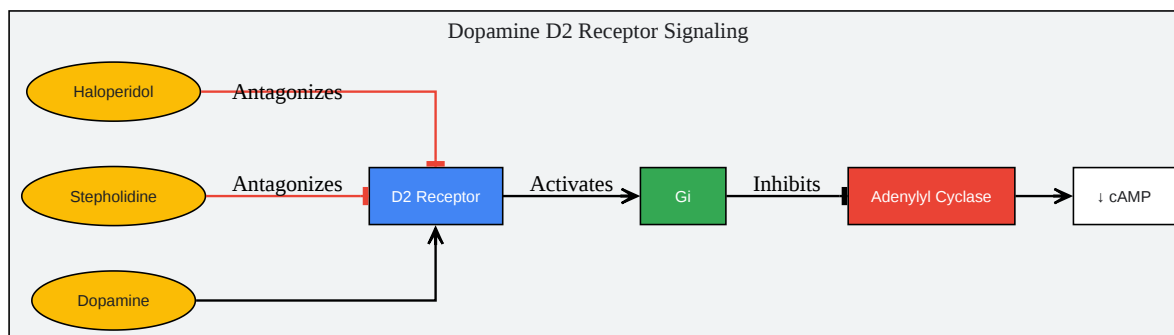 Dopamine D2 Receptor Signaling
Haloperidol
Antagonizes
Stepholidine
Antagonizes
D2 Receptor
Activates
Gi
Inhibits
Adenylyl Cyclase
↓ cAMP
Dopamine